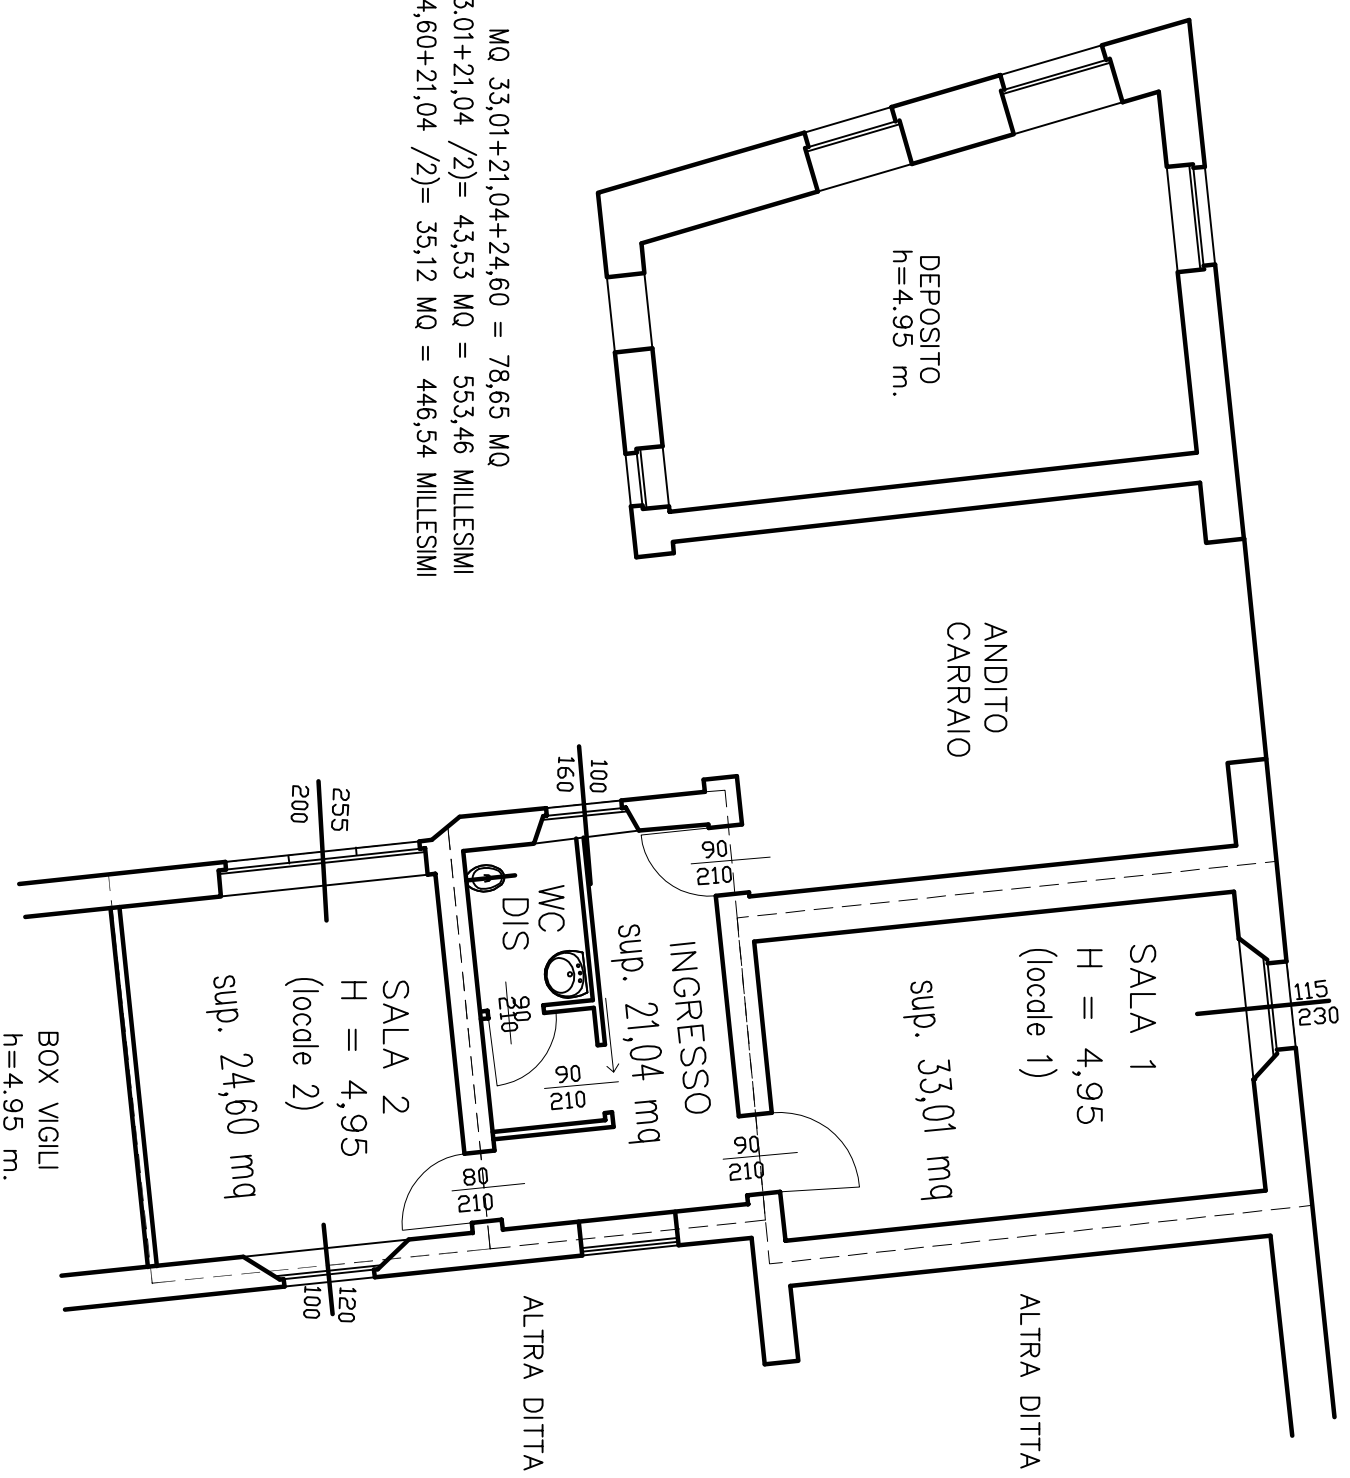 MQ 33,01+21,04+24,60 = 78,65 MQ
3.01+21,04 /2)= 43,53 MQ = 553,46 MILLESIMI
4,60+21,04 /2)= 35,12 MQ = 446,54 MILLESIMI
DEPOSITO
h=4.95 m.
ANDITO
CARRAIO
115
230
SALA 1
H = 4,95
(locale 1)
sup. 33,01 mq
100
160
90
210
INGRESSO
sup. 21,04 mq
WC
DIS
90
210
90
210
90
210
80
210
255
200
SALA 2
H = 4,95
(locale 2)
sup. 24,60 mq
120
100
BOX VIGILI
h=4.95 m.
ALTRA DITTA
ALTRA DITTA